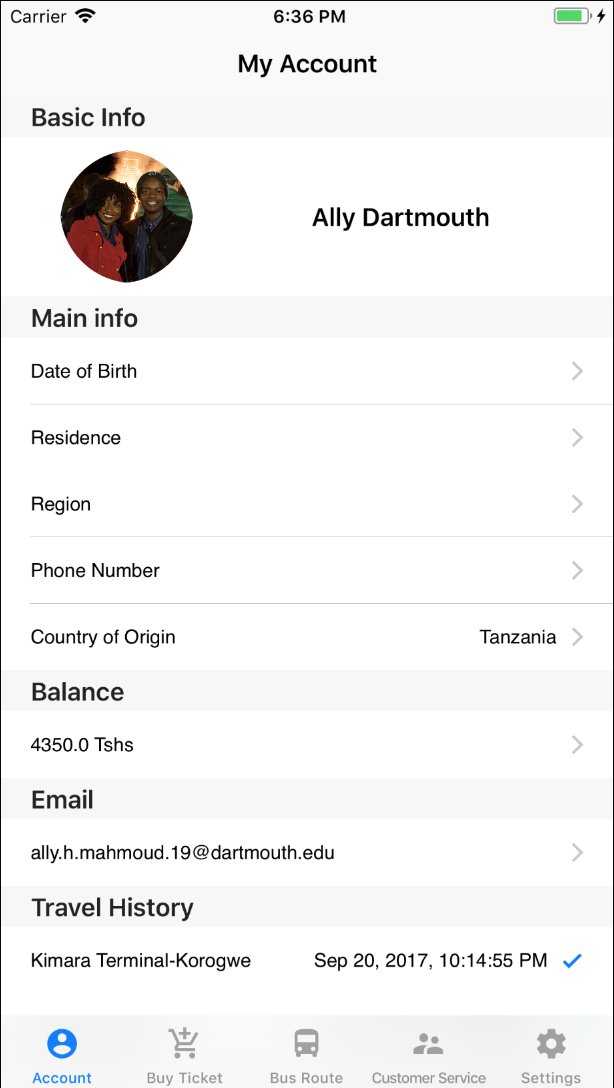 Carrier 6:36 PM
My Account
Basic Info
Ally Dartmouth
Main info
Date of Birth
Residence
Region
Phone Number
Country of Origin Tanzania
Balance
4350.0 Tshs
Email
ally.h.mahmoud.19@dartmouth.edu
Travel History
Kimara Terminal-Korogwe Sep 20, 2017, 10:14:55 PM
Account Buy Ticket Bus Route Customer Service Settings